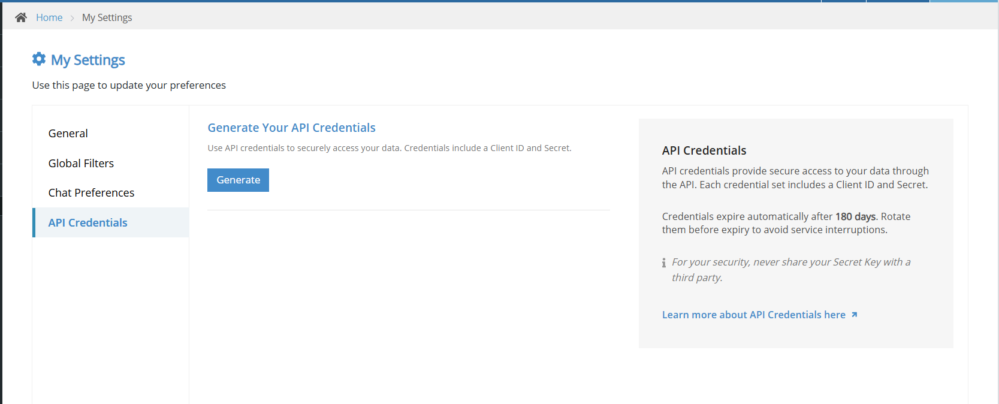 Home > My Settings
My Settings
Use this page to update your preferences
General
Global Filters
Chat Preferences
API Credentials
Generate Your API Credentials
Use API credentials to securely access your data. Credentials include a Client ID and Secret.
Generate
API Credentials
API credentials provide secure access to your data through
the API. Each credential set includes a Client ID and Secret.
Credentials expire automatically after 180 days. Rotate
them before expiry to avoid service interruptions.
For your security, never share your Secret Key with a
third party.
Learn more about API Credentials here